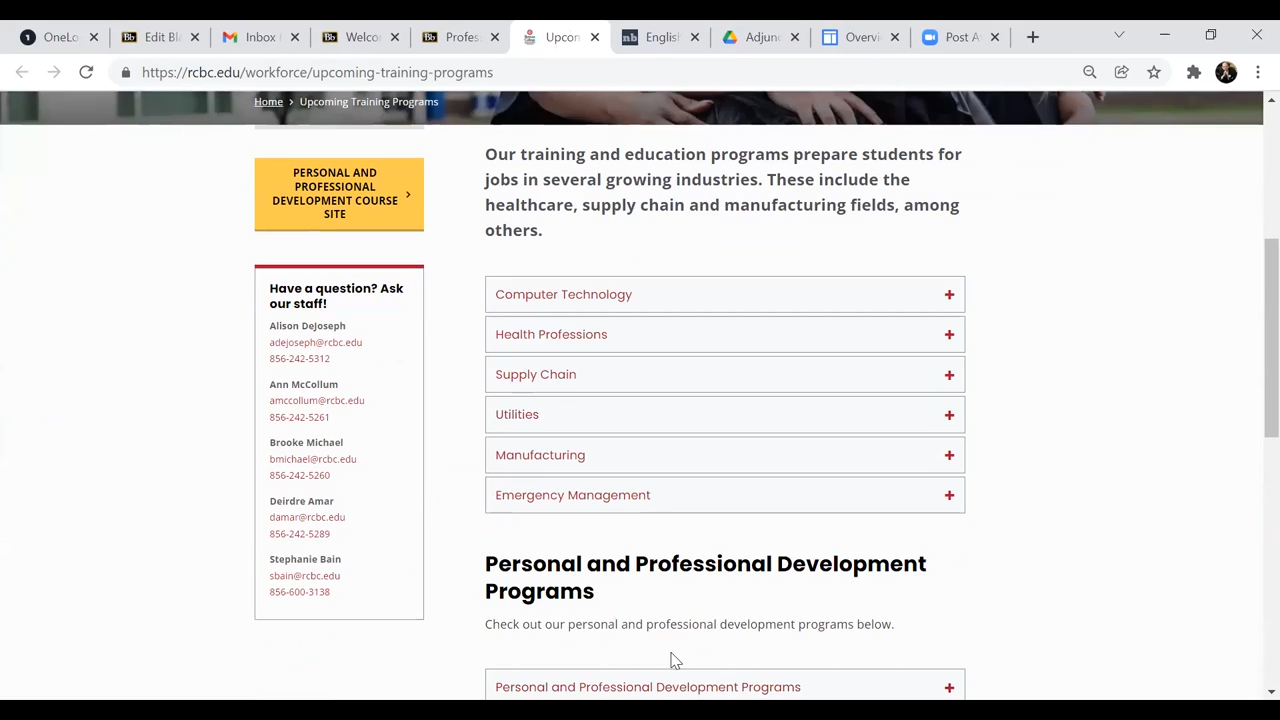 OneLo
Edit Bla
Inbox (
Welco
Profes
Upcon
English
Adjun
Overvi
Post A
https://rcbc.edu/workforce/upcoming-training-programs
Home > Upcoming Training Programs
PERSONAL AND
PROFESSIONAL
DEVELOPMENT COURSE
SITE
Have a question? Ask
our staff!
Alison DeJoseph
adejoseph@rcbc.edu
856-242-5312
Ann McCollum
amccollum@rcbc.edu
856-242-5261
Brooke Michael
bmichael@rcbc.edu
856-242-5260
Deirdre Amar
damar@rcbc.edu
856-242-5289
Stephanie Bain
sbain@rcbc.edu
856-600-3138
Our training and education programs prepare students for
jobs in several growing industries. These include the
healthcare, supply chain and manufacturing fields, among
others.
Computer Technology
Health Professions
Supply Chain
Utilities
Manufacturing
Emergency Management
Personal and Professional Development
Programs
Check out our personal and professional development programs below.
Personal and Professional Development Programs